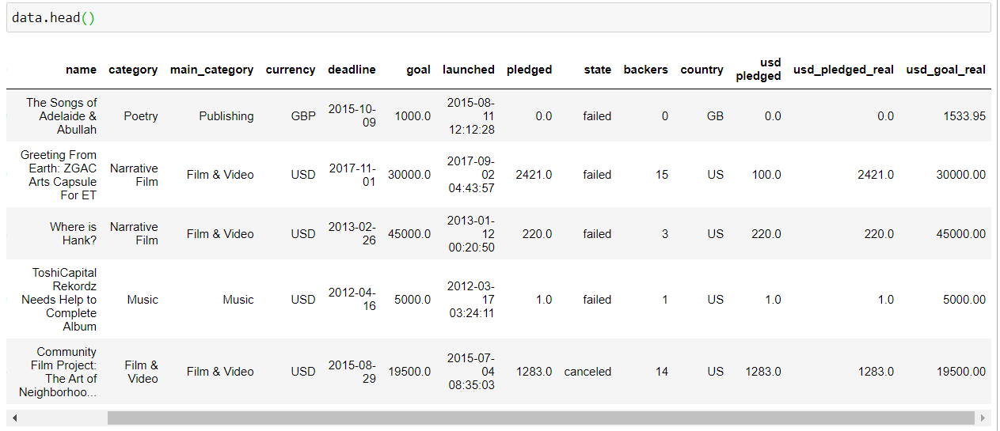 data.head()
name category main_category currency deadline goal launched pledged state backers country usd pledged usd_pledged_real usd_goal_real
The Songs of Adelaide & Abullah Poetry Publishing GBP 2015-10-09 1000.0 2015-08-11 12:12:28 0.0 failed 0 GB 0.0 0.0 1533.95
Greeting From Earth: ZGAC Arts Capsule For ET Narrative Film Film & Video USD 2017-11-01 30000.0 2017-09-02 04:43:57 2421.0 failed 15 US 100.0 2421.0 30000.00
Where is Hank? Narrative Film Film & Video USD 2013-02-26 45000.0 2013-01-12 00:20:50 220.0 failed 3 US 220.0 220.0 45000.00
ToshiCapital Rekordz Needs Help to Complete Album Music Music USD 2012-04-16 5000.0 2012-03-17 03:24:11 1.0 failed 1 US 1.0 1.0 5000.00
Community Film Project: The Art of Neighborhoo... Film & Video Film & Video USD 2015-08-29 19500.0 2015-07-04 08:35:03 1283.0 canceled 14 US 1283.0 1283.0 19500.00